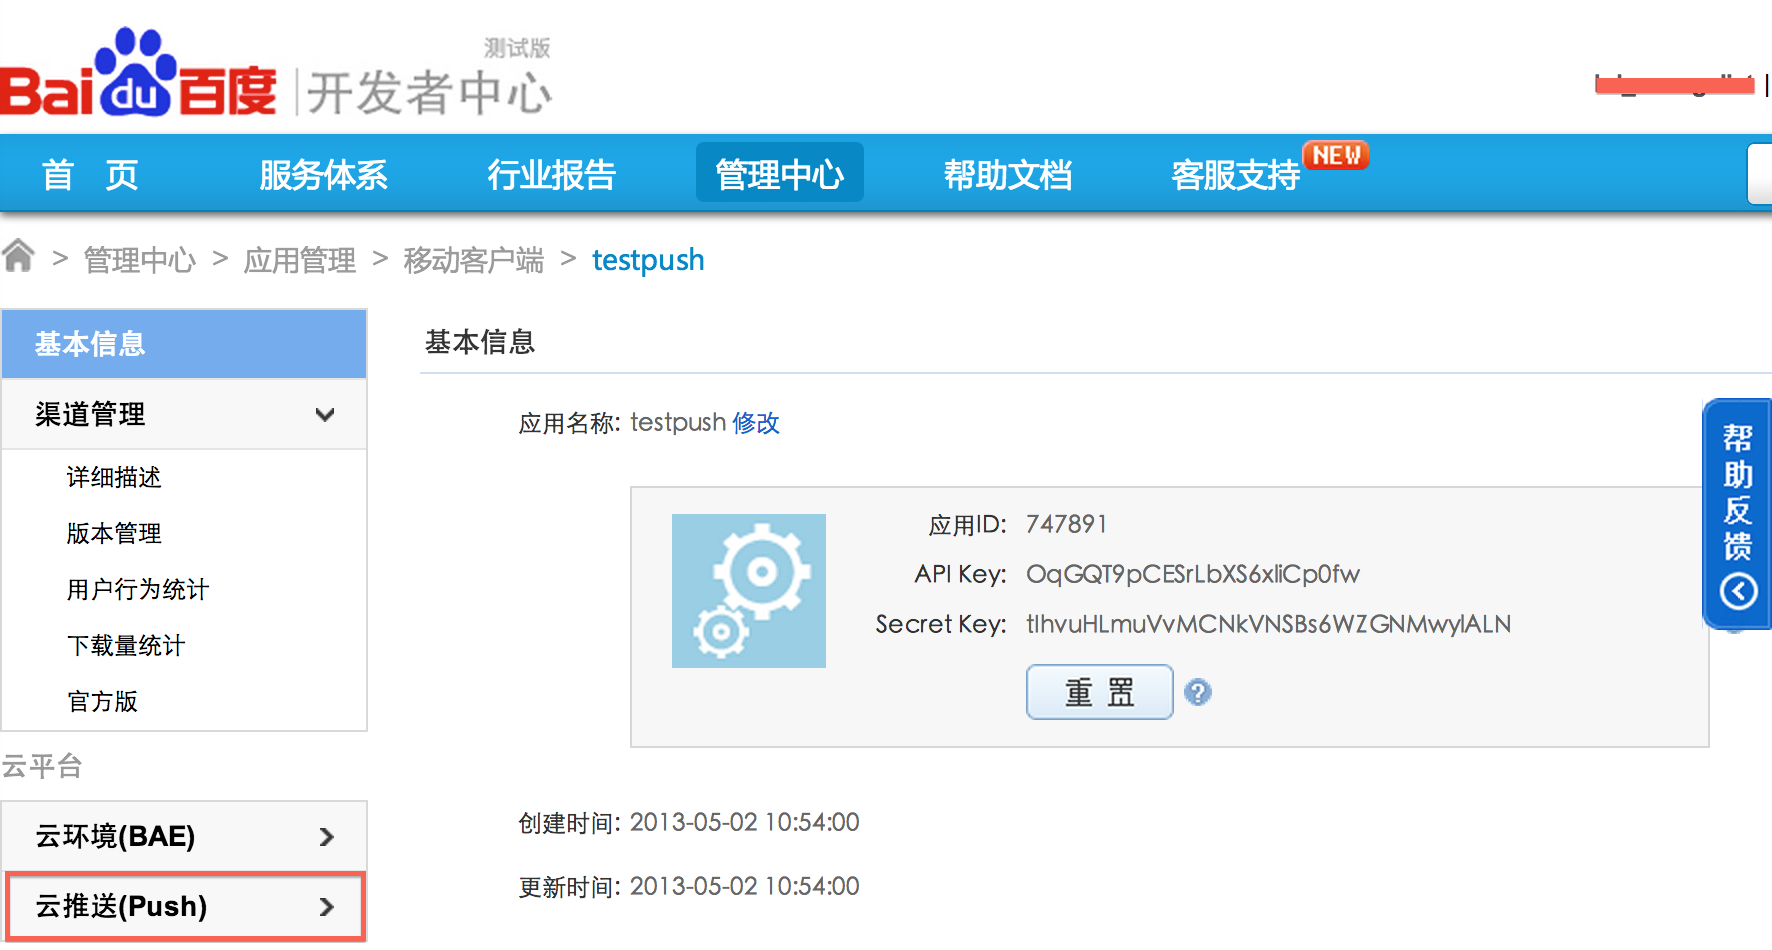 测试版
Bai du 百度 | 开发者中心
首 页 服务体系 行业报告 管理中心 帮助文档 客服支持 NEW
> 管理中心 > 应用管理 > 移动客户端 > testpush
基本信息
渠道管理
详细描述
版本管理
用户行为统计
下载量统计
官方版
云平台
云环境(BAE)
云推送(Push)
基本信息
应用名称: testpush 修改
应用ID: 747891
API Key: OqGQT9pCESrLbXS6xliCp0fw
Secret Key: tIhvuHLmuVvMCNkVNSBs6WZGNMwylALN
重 置
?
创建时间: 2013-05-02 10:54:00
更新时间: 2013-05-02 10:54:00
帮助反馈